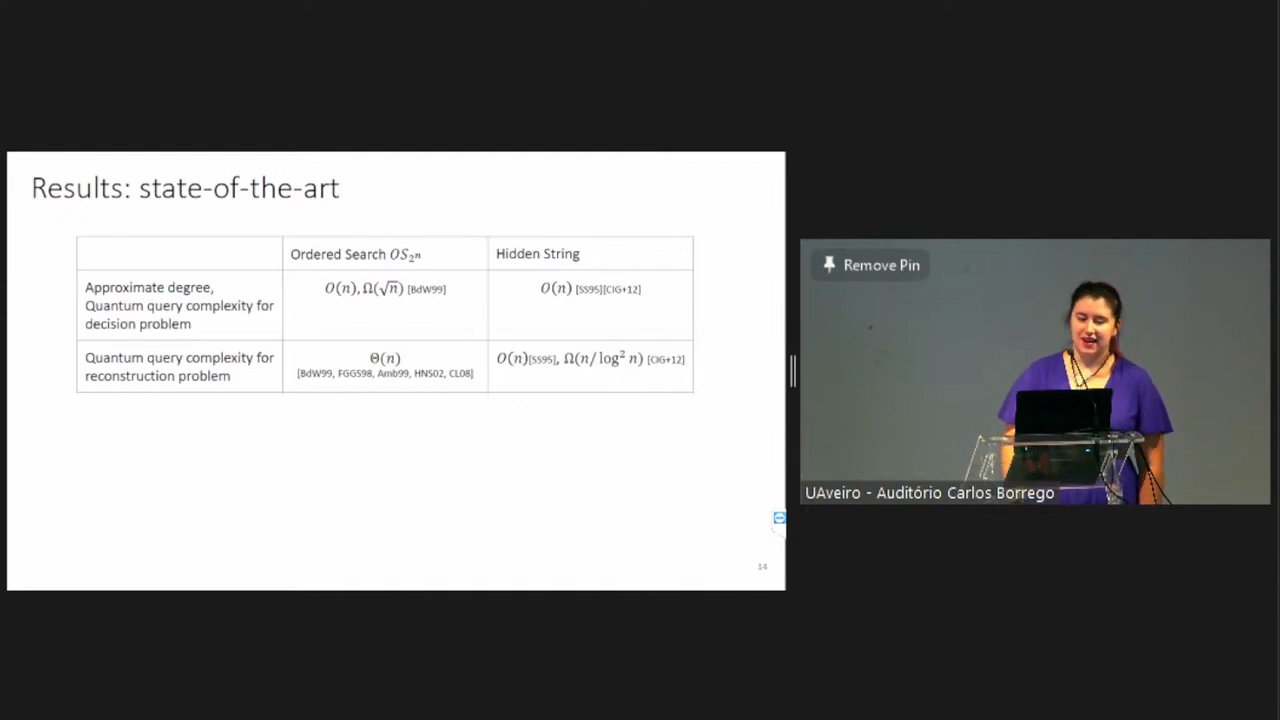 Results: state-of-the-art
Ordered Search 𝑂𝑆₂ⁿ
Hidden String
Approximate degree,
Quantum query complexity for
decision problem
𝑂(𝑛), Ω(√𝑛) [BdW99]
𝑂(𝑛) [SS95][CIG+12]
Quantum query complexity for
reconstruction problem
Θ(𝑛)
[BdW99, FGGS98, Amb99, HNS02, CL08]
𝑂(𝑛)[SS95], Ω(𝑛/ log² 𝑛) [CIG+12]
14
Remove Pin
UAveiro - Auditório Carlos Borrego